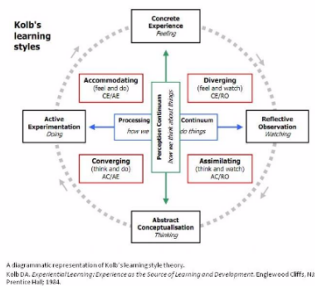 Kolb's
learning
styles
Concrete
Experience
Feeling
Accommodating
(feel and do)
CE/AE
Diverging
(feel and watch)
CE/RO
Active
Experimentation
Doing
Processing Continuum
how we do things
Perception Continuum
how we think about things
Reflective
Observation
Watching
Converging
(think and do)
AC/AE
Assimilating
(think and watch)
AC/RO
Abstract
Conceptualisation
Thinking
A diagrammatic representation of Kolb's learning style theory.
Kolb DA. Experiential Learning: Experience as the Source of Learning and Development. Englewood Cliffs, NJ
Prentice Hall; 1984.